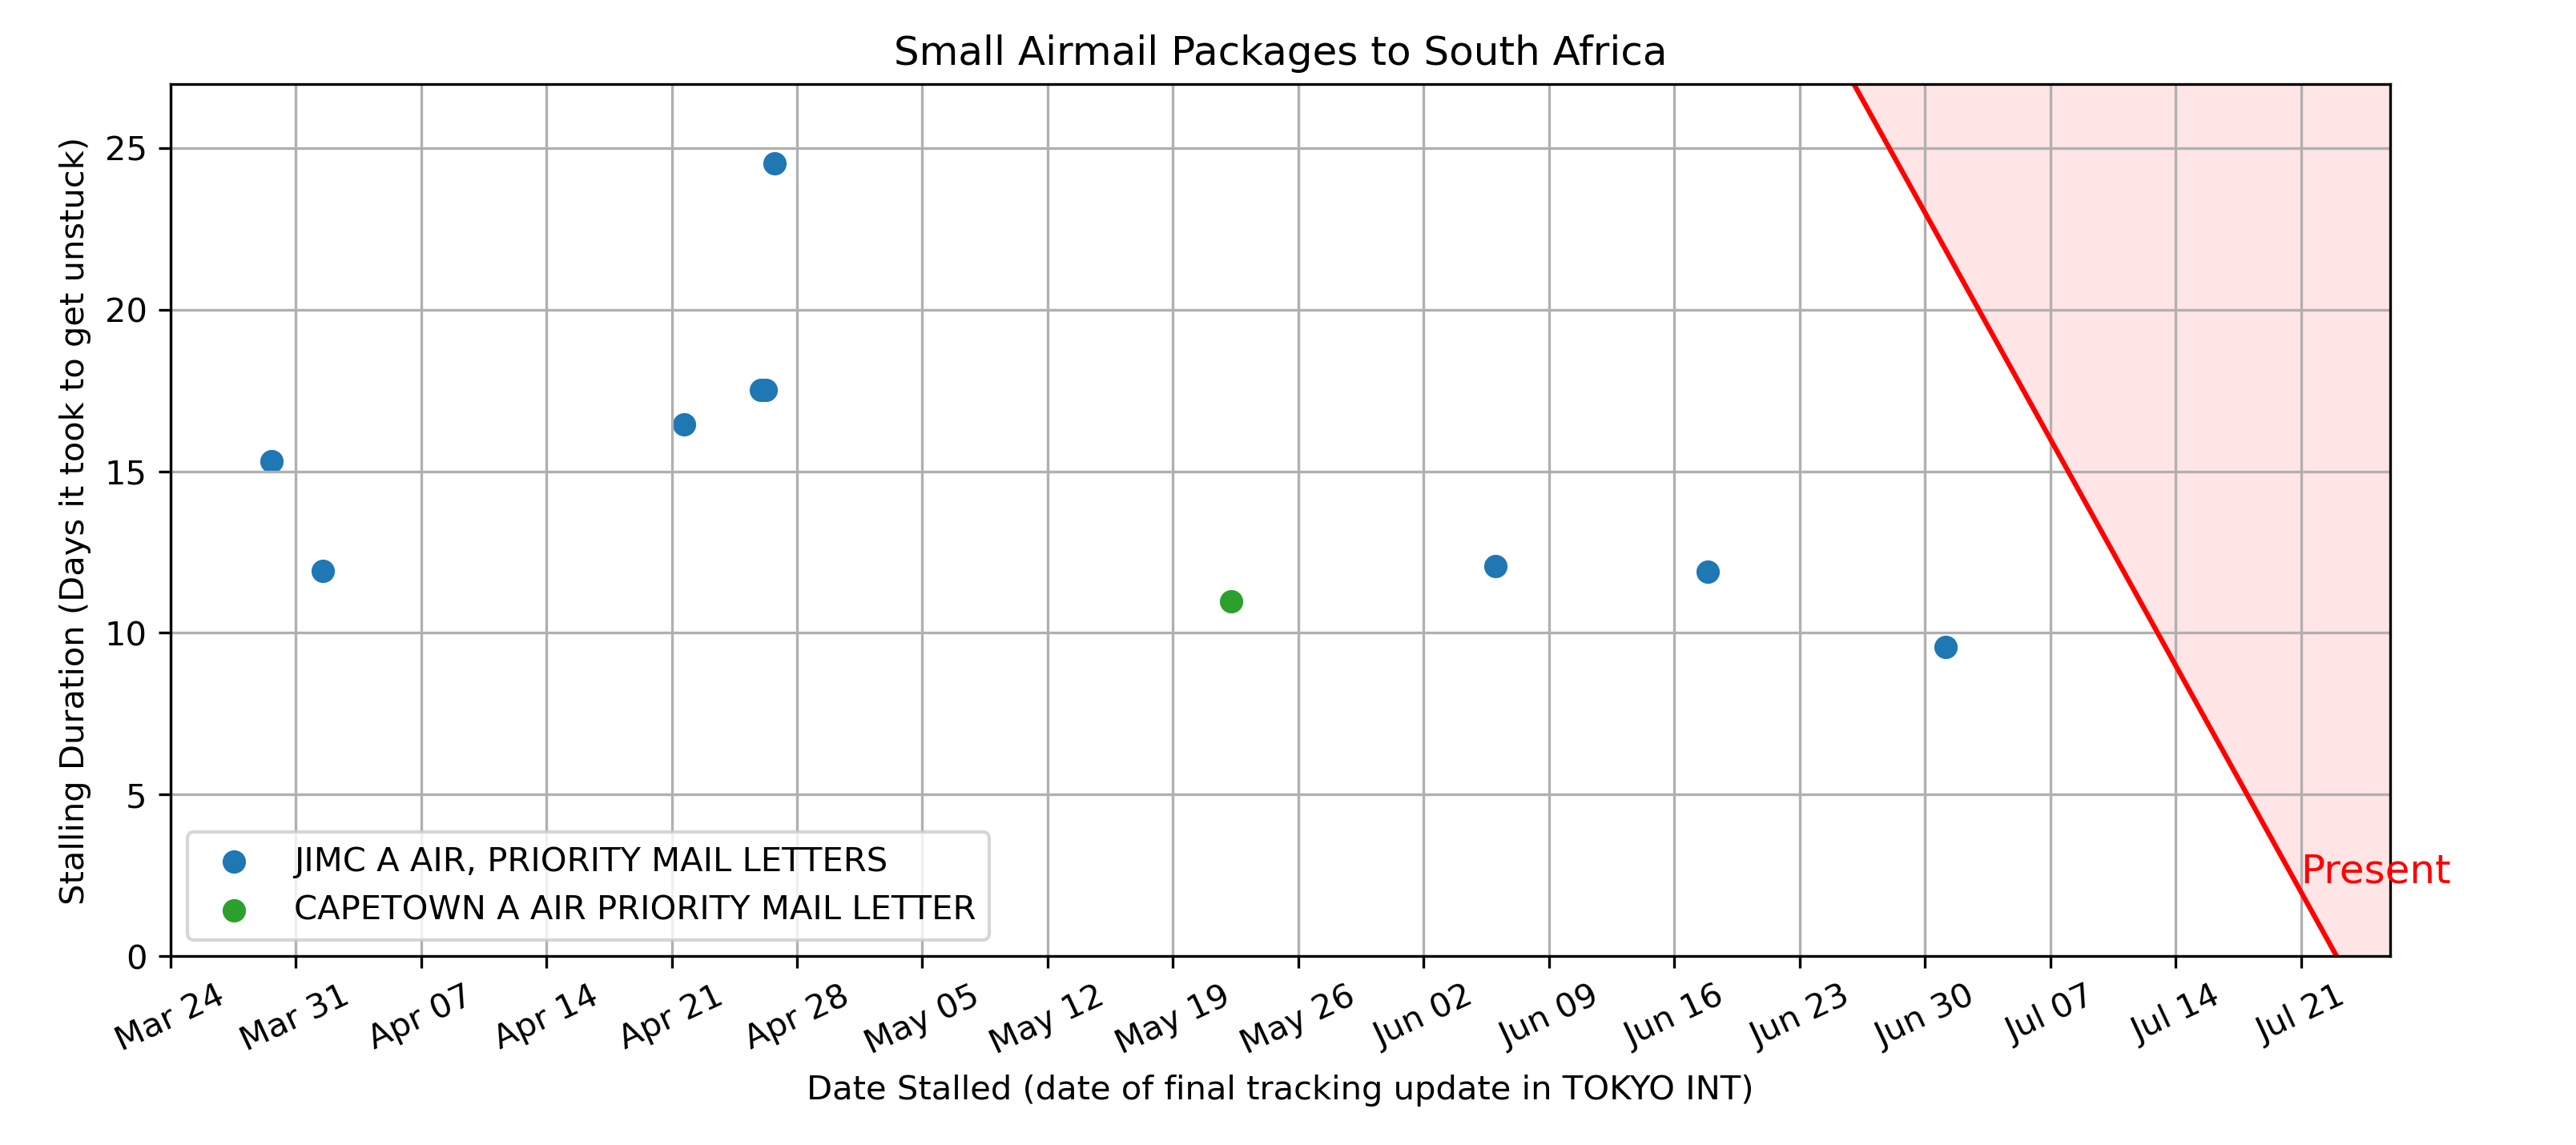 Small Airmail Packages to South Africa
Stalling Duration (Days it took to get unstuck)
25
20
15
10
5
0
JIMC A AIR, PRIORITY MAIL LETTERS
CAPETOWN A AIR PRIORITY MAIL LETTER
Present
Mar 24
Mar 31
Apr 07
Apr 14
Apr 21
Apr 28
May 05
May 12
May 19
May 26
Jun 02
Jun 09
Jun 16
Jun 23
Jun 30
Jul 07
Jul 14
Jul 21
Date Stalled (date of final tracking update in TOKYO INT)